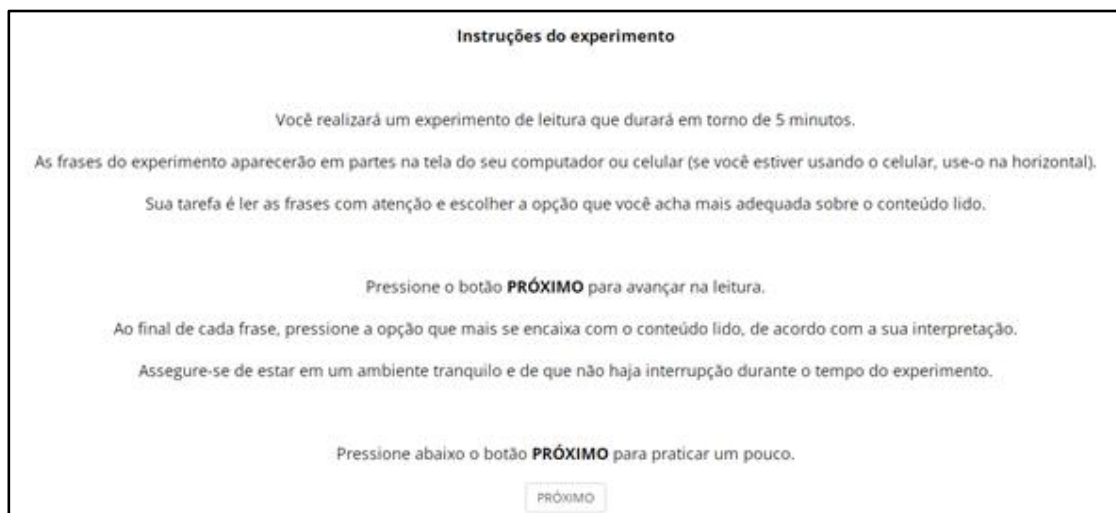 Instruções do experimento
Você realizará um experimento de leitura que durará em torno de 5 minutos.
As frases do experimento aparecerão em partes na tela do seu computador ou celular (se você estiver usando o celular, use-o na horizontal).
Sua tarefa é ler as frases com atenção e escolher a opção que você acha mais adequada sobre o conteúdo lido.
Pressione o botão PRÓXIMO para avançar na leitura.
Ao final de cada frase, pressione a opção que mais se encaixa com o conteúdo lido, de acordo com a sua interpretação.
Assegure-se de estar em um ambiente tranquilo e de que não haja interrupção durante o tempo do experimento.
Pressione abaixo o botão PRÓXIMO para praticar um pouco.
PRÓXIMO